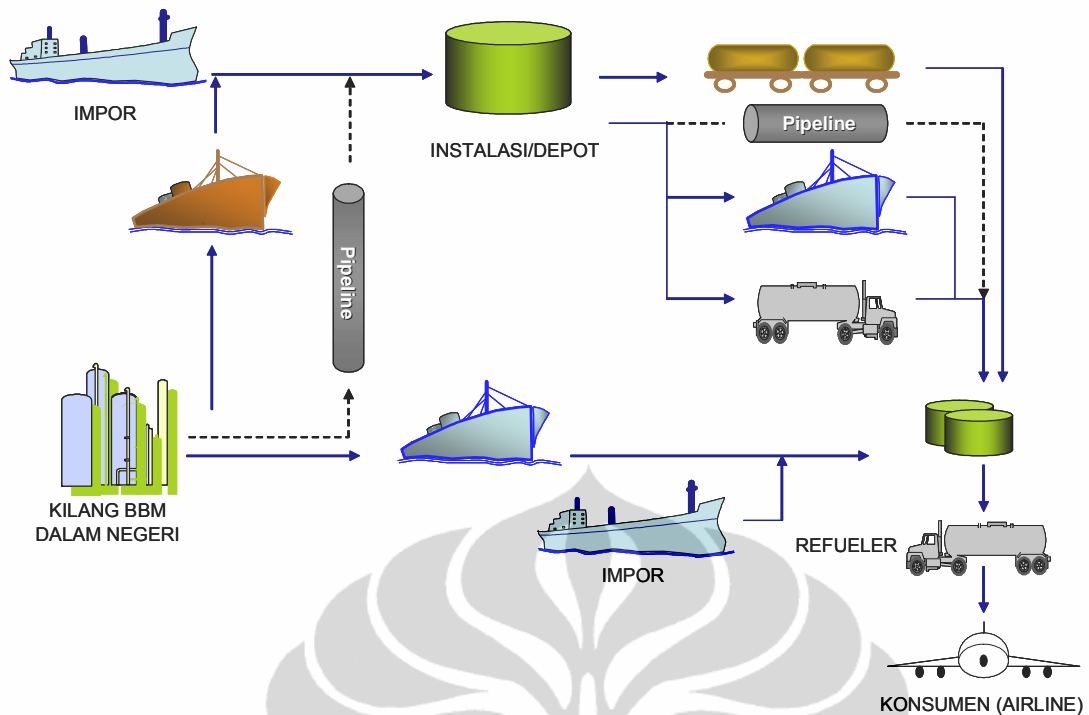 IMPOR
INSTALASI/DEPOT
Pipeline
Pipeline
KILANG BBM
DALAM NEGERI
IMPOR
REFUELER
KONSUMEN (AIRLINE)